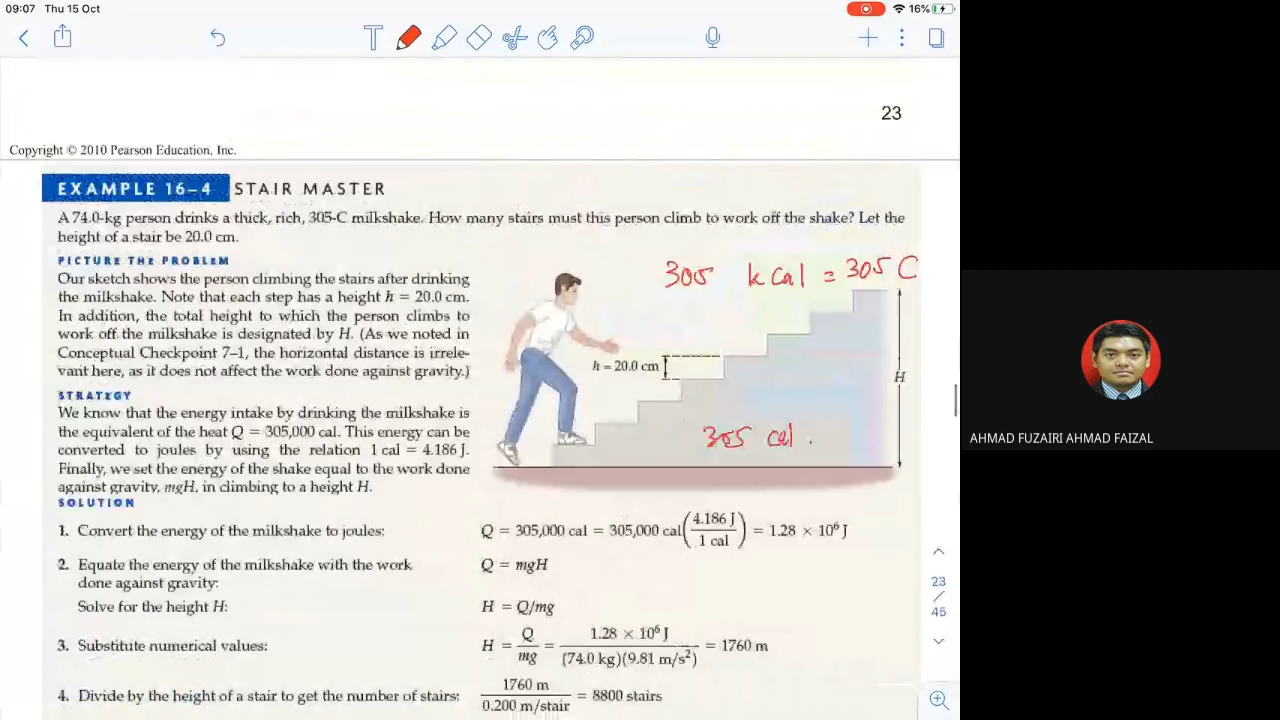 09:07 Thu 15 Oct
16%
T
23
Copyright © 2010 Pearson Education, Inc.
EXAMPLE 16–4 STAIR MASTER
A 74.0-kg person drinks a thick, rich, 305-C milkshake. How many stairs must this person climb to work off the shake? Let the
height of a stair be 20.0 cm.
PICTURE THE PROBLEM
Our sketch shows the person climbing the stairs after drinking
the milkshake. Note that each step has a height h = 20.0 cm.
In addition, the total height to which the person climbs to
work off the milkshake is designated by H. (As we noted in
Conceptual Checkpoint 7–1, the horizontal distance is irrele-
vant here, as it does not affect the work done against gravity.)
305 kcal = 305 C
h = 20.0 cm
H
305 cal .
STRATEGY
We know that the energy intake by drinking the milkshake is
the equivalent of the heat Q = 305,000 cal. This energy can be
converted to joules by using the relation 1 cal = 4.186 J.
Finally, we set the energy of the shake equal to the work done
against gravity, mgH, in climbing to a height H.
SOLUTION
1. Convert the energy of the milkshake to joules: Q = 305,000 cal = 305,000 cal(4.186 J / 1 cal) = 1.28 × 10⁶ J
2. Equate the energy of the milkshake with the work Q = mgH
done against gravity:
Solve for the height H: H = Q/mg
3. Substitute numerical values: H = Q/mg = 1.28 × 10⁶ J / (74.0 kg)(9.81 m/s²) = 1760 m
4. Divide by the height of a stair to get the number of stairs: 1760 m / 0.200 m/stair = 8800 stairs
23
/
45
AHMAD FUZAIRI AHMAD FAIZAL